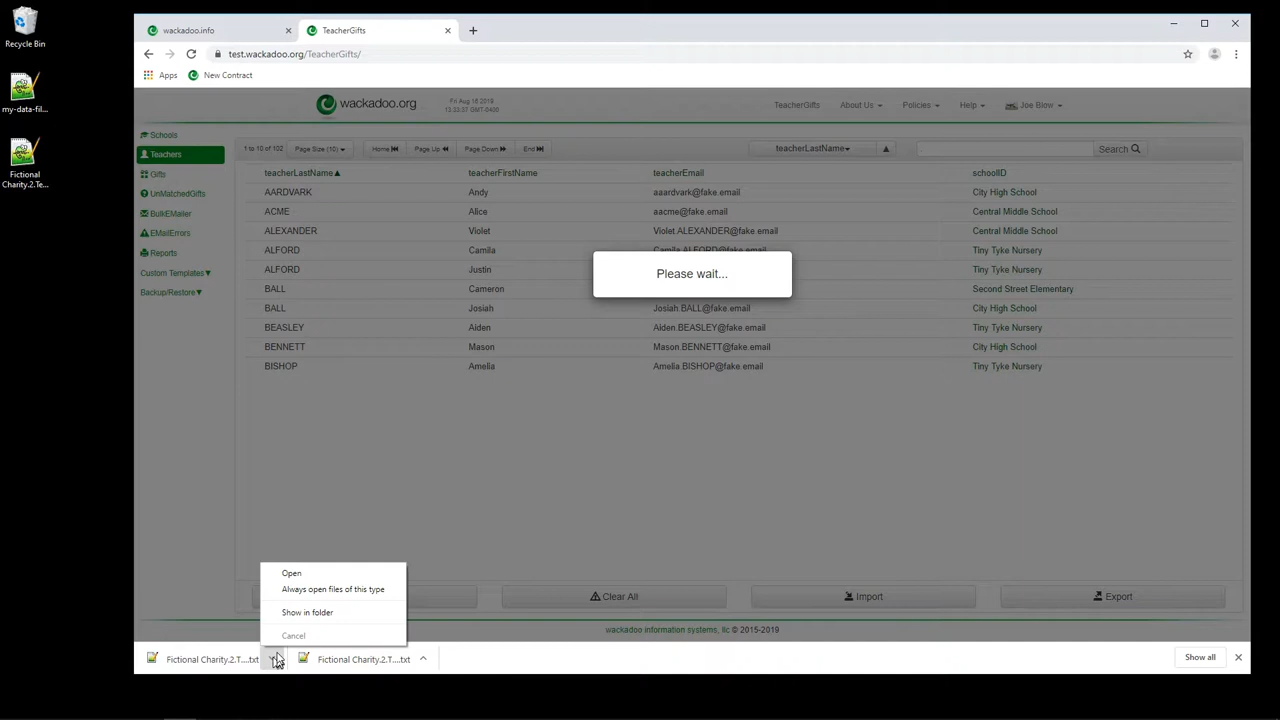 Recycle Bin
my-data-fil...
Fictional
Charity.2.Te...
wackadoo.info
TeacherGifts
test.wackadoo.org/TeacherGifts/
Apps
New Contract
wackadoo.org
Fri Aug 16 2019
TeacherGifts
About Us
Policies
Help
Joe Blow
Schools
Teachers
Gifts
UnMatchedGifts
BulkEMailer
EMailErrors
Reports
Custom Templates▼
Backup/Restore▼
1 to 10 of 102
Page Size (10)
Home
Page Up
Page Down
End
teacherLastName
Search
teacherLastName▲ teacherFirstName teacherEmail schoolID
AARDVARK Andy aaardvark@fake.email City High School
ACME Alice aacme@fake.email Central Middle School
ALEXANDER Violet Violet.ALEXANDER@fake.email Central Middle School
ALFORD Camila Camila.ALFORD@fake.email Tiny Tyke Nursery
ALFORD Justin Tiny Tyke Nursery
BALL Cameron Second Street Elementary
BALL Josiah Josiah.BALL@fake.email City High School
BEASLEY Aiden Aiden.BEASLEY@fake.email Tiny Tyke Nursery
BENNETT Mason Mason.BENNETT@fake.email City High School
BISHOP Amelia Amelia.BISHOP@fake.email Tiny Tyke Nursery
Please wait...
Open
Always open files of this type
Show in folder
Cancel
Clear All
Import
Export
wackadoo information systems, llc © 2015-2019
Fictional Charity.2.T....txt
Fictional Charity.2.T....txt
Show all